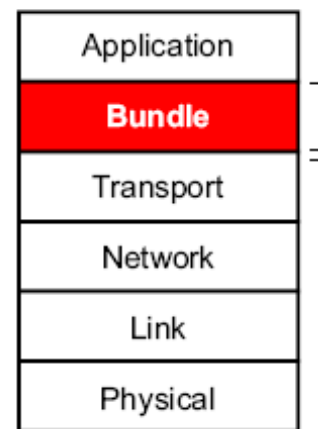 Application
Bundle
Transport
Network
Link
Physical